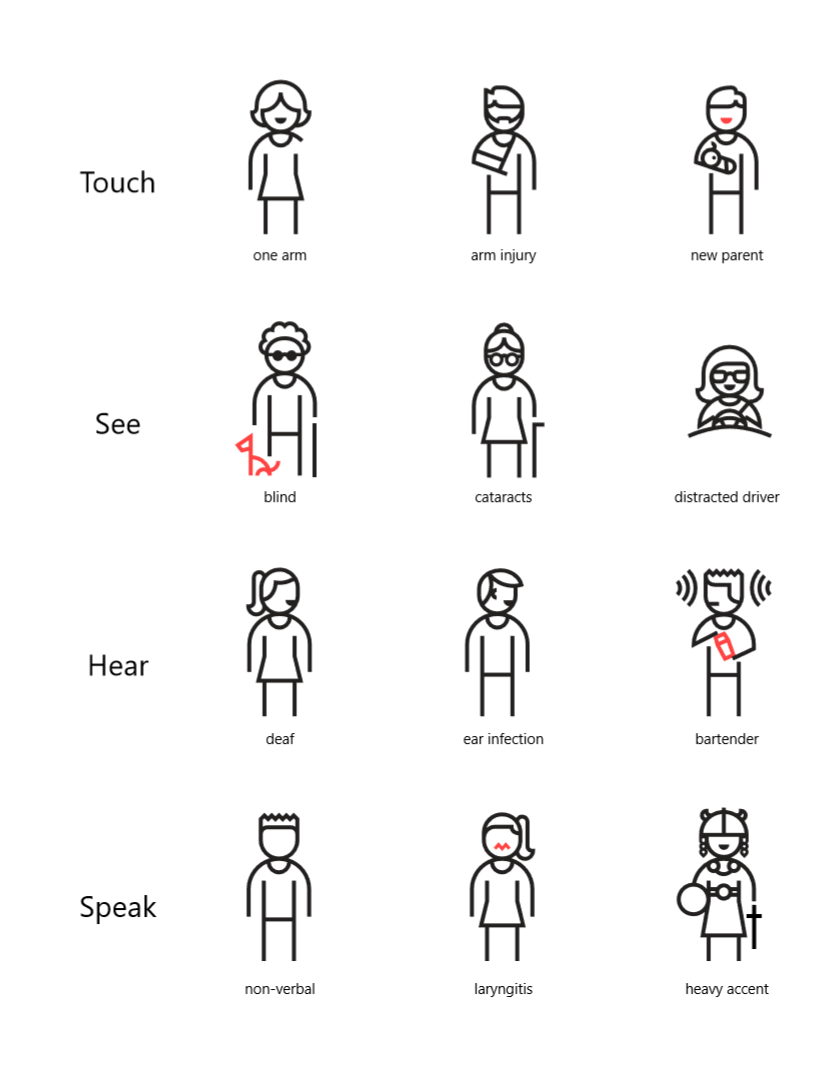 Touch
one arm
arm injury
new parent
See
blind
cataracts
distracted driver
Hear
deaf
ear infection
bartender
Speak
non-verbal
laryngitis
heavy accent